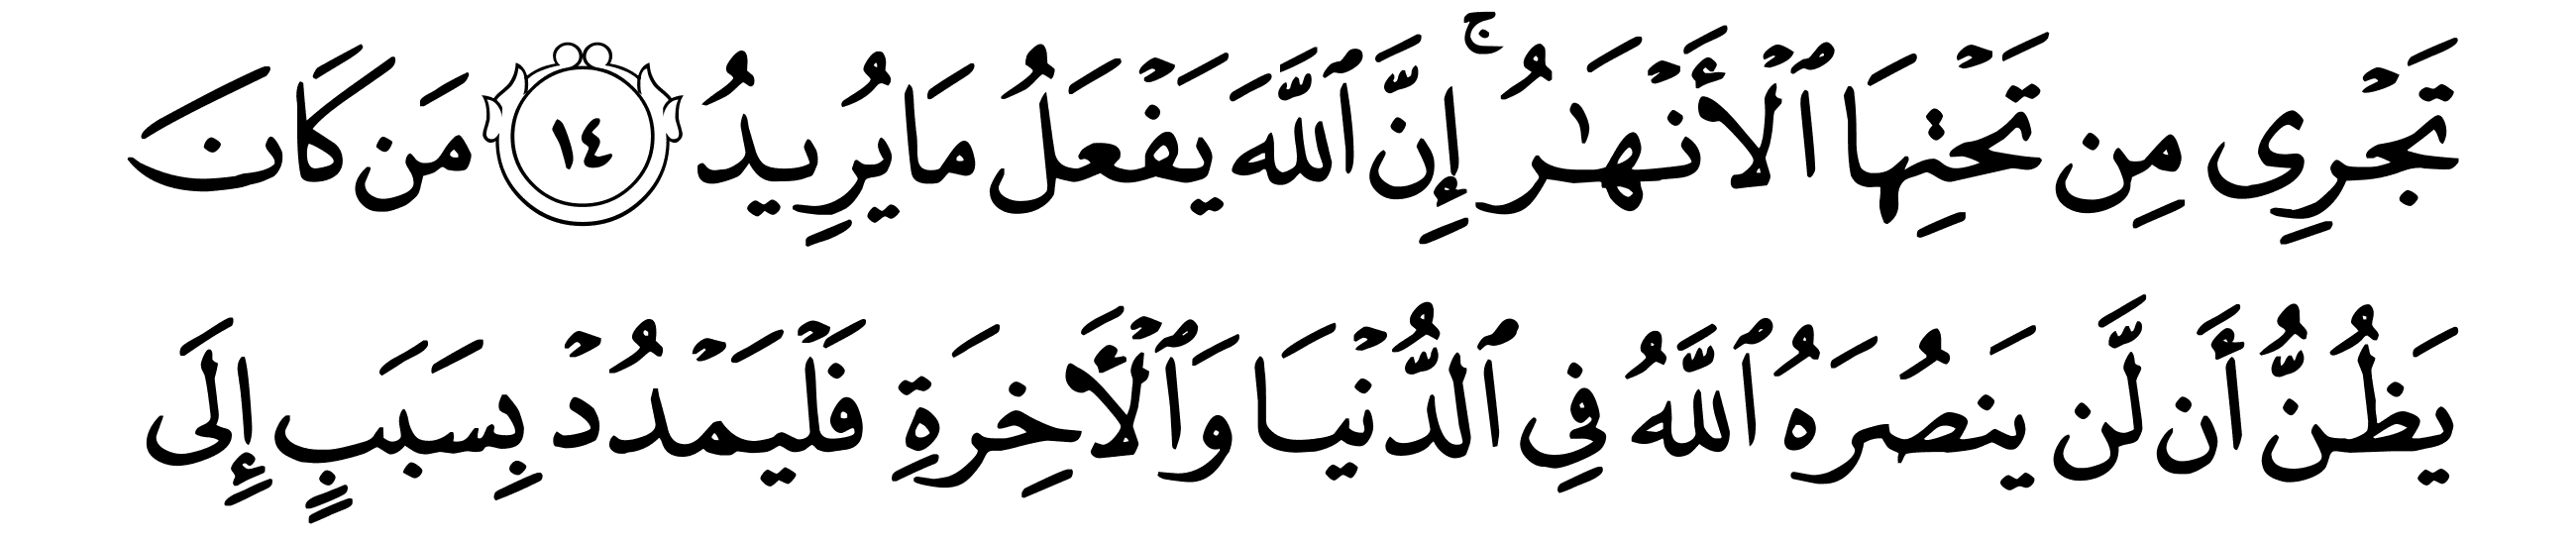 تَجْرِى مِن تَحْتِهَا ٱلْأَنْهَٰرُ ۚ إِنَّ ٱللَّهَ يَفْعَلُ مَا يُرِيدُ ١٤ مَن كَانَ
يَظُنُّ أَن لَّن يَنصُرَهُ ٱللَّهُ فِى ٱلدُّنْيَا وَٱلْأَخِرَةِ فَلْيَمْدُدْ بِسَبَبٍ إِلَى